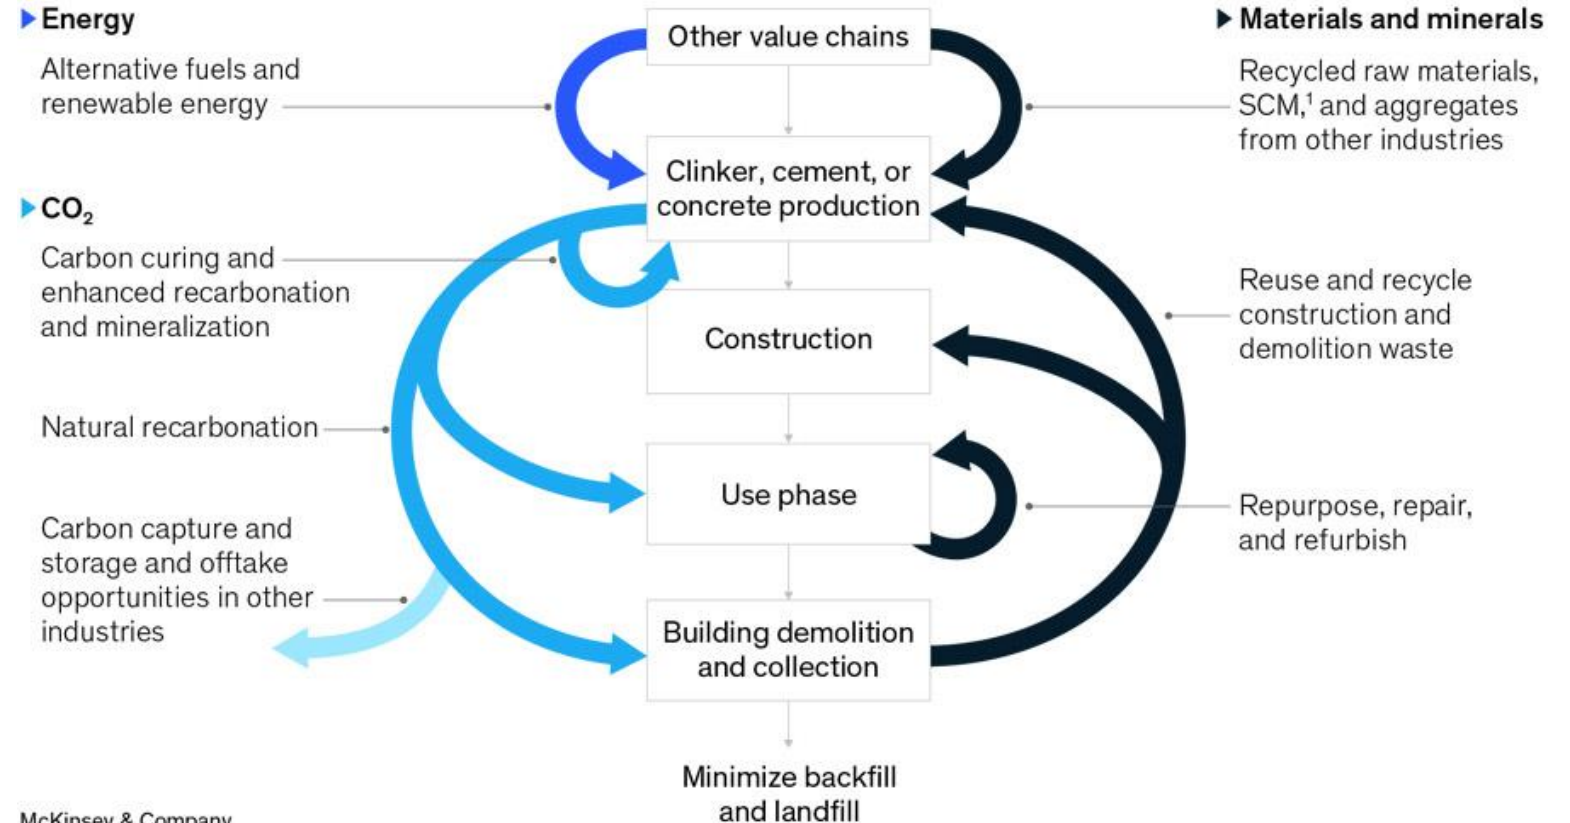 Energy
Alternative fuels and
renewable energy
CO₂
Carbon curing and
enhanced recarbonation
and mineralization
Natural recarbonation
Carbon capture and
storage and offtake
opportunities in other
industries
Other value chains
Clinker, cement, or
concrete production
Construction
Use phase
Building demolition
and collection
Minimize backfill
and landfill
Materials and minerals
Recycled raw materials,
SCM,¹ and aggregates
from other industries
Reuse and recycle
construction and
demolition waste
Repurpose, repair,
and refurbish
McKinsey & Company